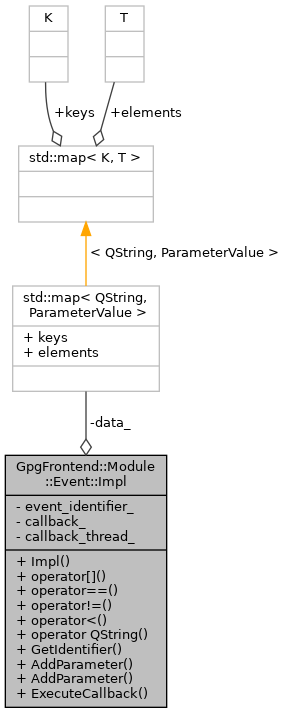 K
T
+keys
+elements
std::map< K, T >
< QString, ParameterValue >
std::map< QString,
ParameterValue >
+ keys
+ elements
-data_
GpgFrontend::Module
::Event::Impl
- event_identifier_
- callback_
- callback_thread_
+ Impl()
+ operator[]()
+ operator==()
+ operator!=()
+ operator<()
+ operator QString()
+ GetIdentifier()
+ AddParameter()
+ AddParameter()
+ ExecuteCallback()